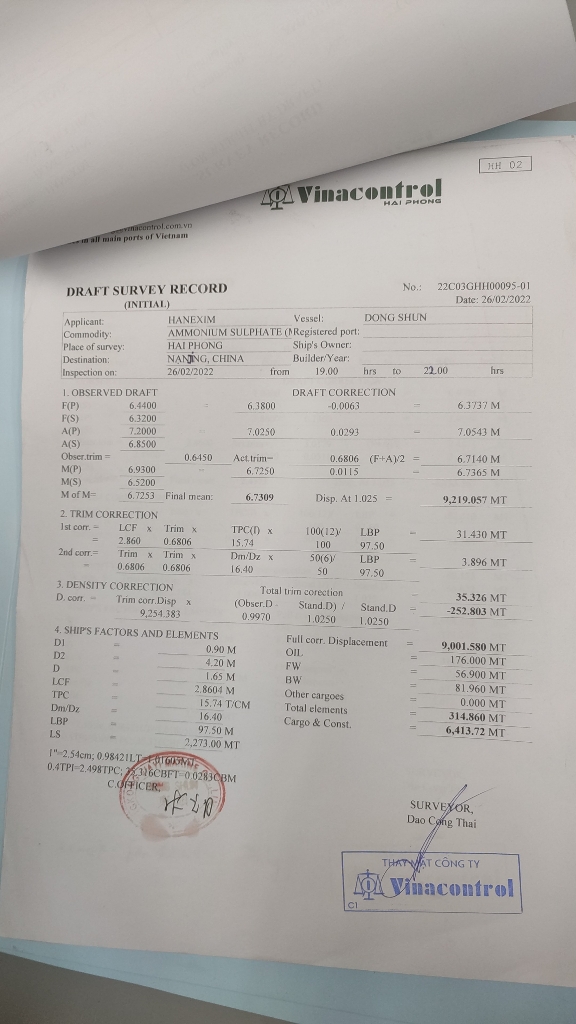 HH 02
Vinacontrol
HAI PHONG
in all main ports of Vietnam
DRAFT SURVEY RECORD No.: 22C03GHH00095-01
(INITIAL) Date: 26/02/2022
Applicant: HANEXIM Vessel: DONG SHUN
Commodity: AMMONIUM SULPHATE (N Registered port:
Place of survey: HAI PHONG Ship's Owner:
Destination: NANJING, CHINA Builder/Year:
Inspection on: 26/02/2022 from 19.00 hrs to 22.00 hrs
1. OBSERVED DRAFT DRAFT CORRECTION
F(P) 6.4400 = 6.3800 -0.0063 = 6.3737 M
F(S) 6.3200
A(P) 7.2000 = 7.0250 0.0293 = 7.0543 M
A(S) 6.8500
Obser.trim = 0.6450 Act.trim= 0.6806 (F+A)/2 = 6.7140 M
M(P) 6.9300 = 6.7250 0.0115 = 6.7365 M
M(S) 6.5200
M of M= 6.7253 Final mean: 6.7309 Disp. At 1.025 = 9,219.057 MT
2. TRIM CORRECTION
1st corr. = LCF x Trim x TPC(I) x 100(12)/ LBP = 31.430 MT
= 2.860 0.6806 15.74 100 97.50
2nd corr.= Trim x Trim x Dm/Dz x 50(6)/ LBP = 3.896 MT
= 0.6806 0.6806 16.40 50 97.50
3. DENSITY CORRECTION Total trim corection 35.326 MT
D. corr. = Trim corr.Disp x (Obser.D - Stand.D) / Stand.D = -252.803 MT
9,254.383 0.9970 1.0250 1.0250
4. SHIP'S FACTORS AND ELEMENTS Full corr. Displacement = 9,001.580 MT
D1 = 0.90 M OIL = 176.000 MT
D2 = 4.20 M FW = 56.900 MT
D = 1.65 M BW = 81.960 MT
LCF = 2.8604 M Other cargoes = 0.000 MT
TPC = 15.74 T/CM Total elements = 314.860 MT
Dm/Dz = 16.40 Cargo & Const. = 6,413.72 MT
LBP = 97.50 M
LS = 2,273.00 MT
1"=2.54cm; 0.98421LT=1.01605MT
0.4TPI=2.498TPC; 35.316CBFT=0.0283CBM
C.OFFICER, SURVEYOR,
Dao Cong Thai
THAY MẶT CÔNG TY
Vinacontrol
C1